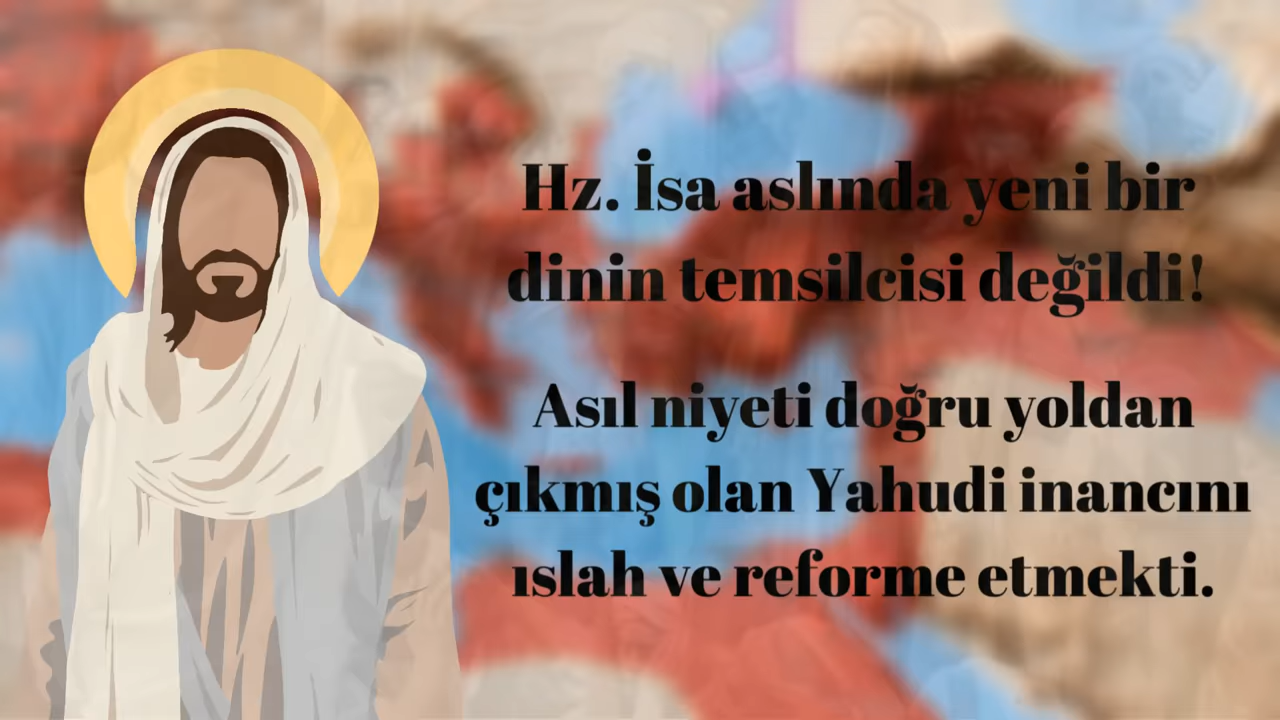 Hz. İsa aslında yeni bir
dinin temsilcisi değildi!
Asıl niyeti doğru yoldan
çıkmış olan Yahudi inancını
ıslah ve reforme etmekti.